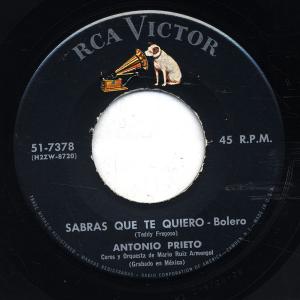 RCA VICTOR
51-7378
(H2ZW-8720)
45 R.P.M.
SABRAS QUE TE QUIERO - Bolero
(Teddy Fregoso)
ANTONIO PRIETO
Coros y Orquesta de Mario Ruiz Armengol
(Grabado en México)